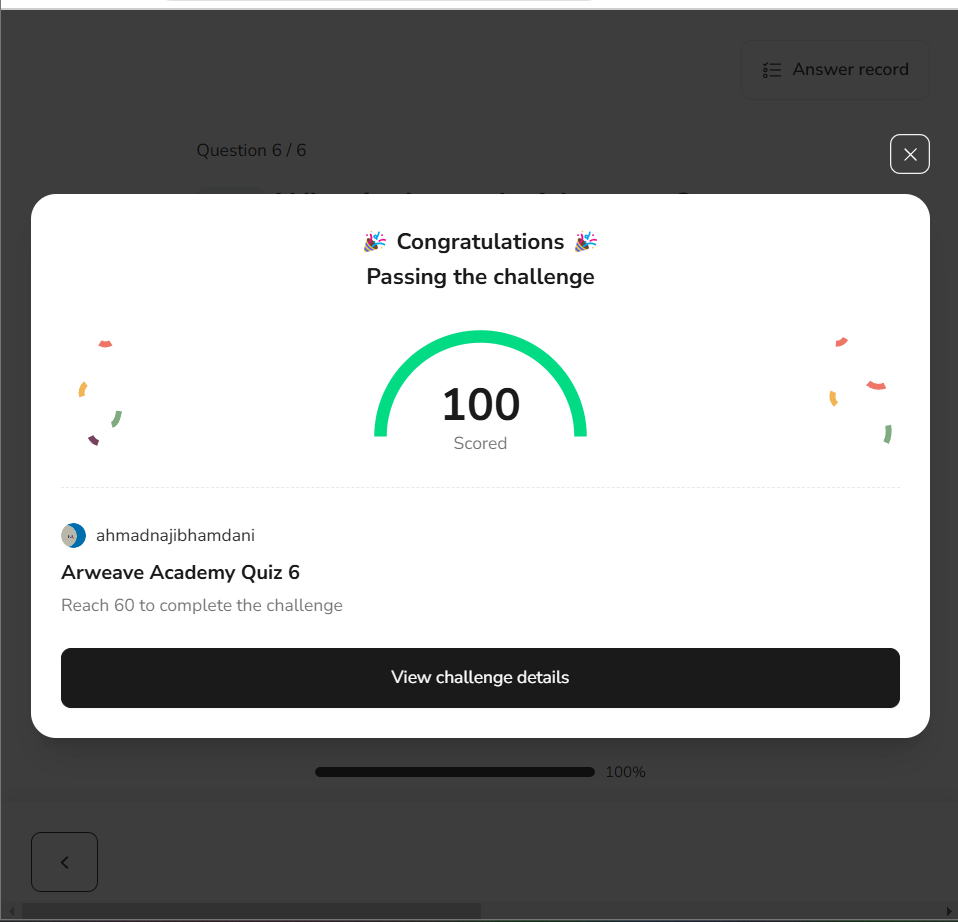 Answer record
Question 6 / 6
Congratulations
Passing the challenge
100
Scored
ahmadnajibhamdani
Arweave Academy Quiz 6
Reach 60 to complete the challenge
View challenge details
100%